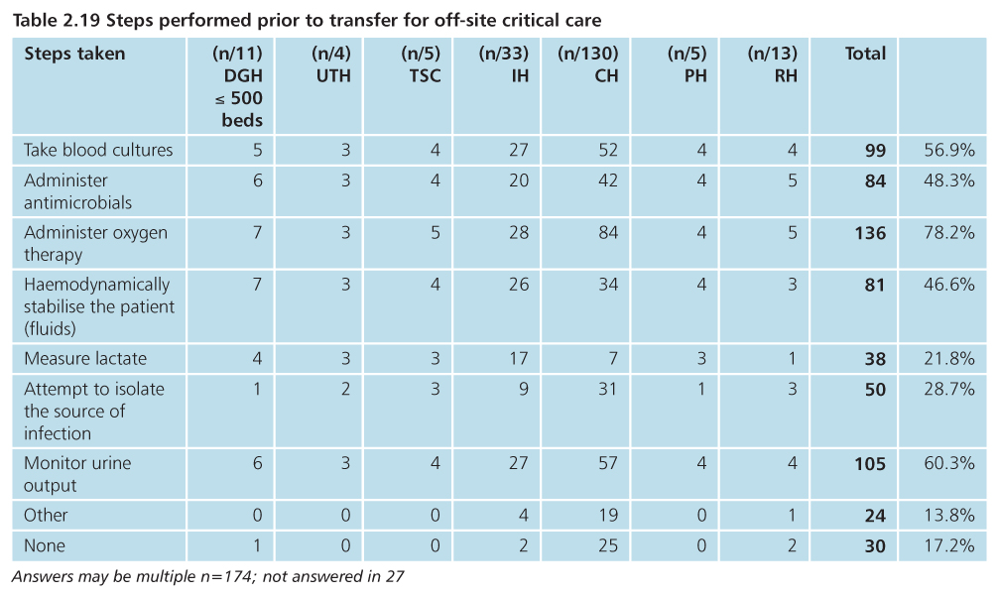 Table 2.19 Steps performed prior to transfer for off-site critical care
Steps taken (n/11) DGH ≤ 500 beds (n/4) UTH (n/5) TSC (n/33) IH (n/130) CH (n/5) PH (n/13) RH Total
Take blood cultures 5 3 4 27 52 4 4 99 56.9%
Administer antimicrobials 6 3 4 20 42 4 5 84 48.3%
Administer oxygen therapy 7 3 5 28 84 4 5 136 78.2%
Haemodynamically stabilise the patient (fluids) 7 3 4 26 34 4 3 81 46.6%
Measure lactate 4 3 3 17 7 3 1 38 21.8%
Attempt to isolate the source of infection 1 2 3 9 31 1 3 50 28.7%
Monitor urine output 6 3 4 27 57 4 4 105 60.3%
Other 0 0 0 4 19 0 1 24 13.8%
None 1 0 0 2 25 0 2 30 17.2%
Answers may be multiple n=174; not answered in 27